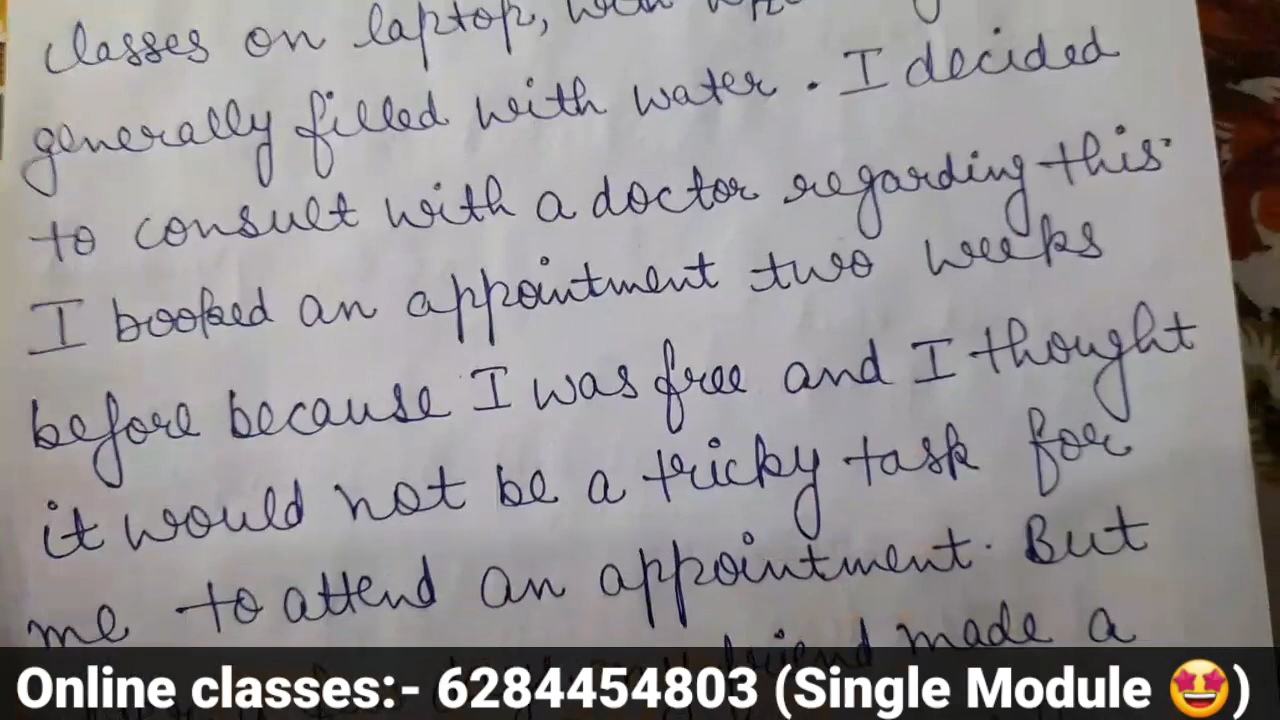 classes on laptop,
generally filled with water. I decided
to consult with a doctor regarding this.
I booked an appointment two weeks
before because I was free and I thought
it would not be a tricky task for
me to attend an appointment. But
friend made a
Online classes:- 6284454803 (Single Module 🤩)